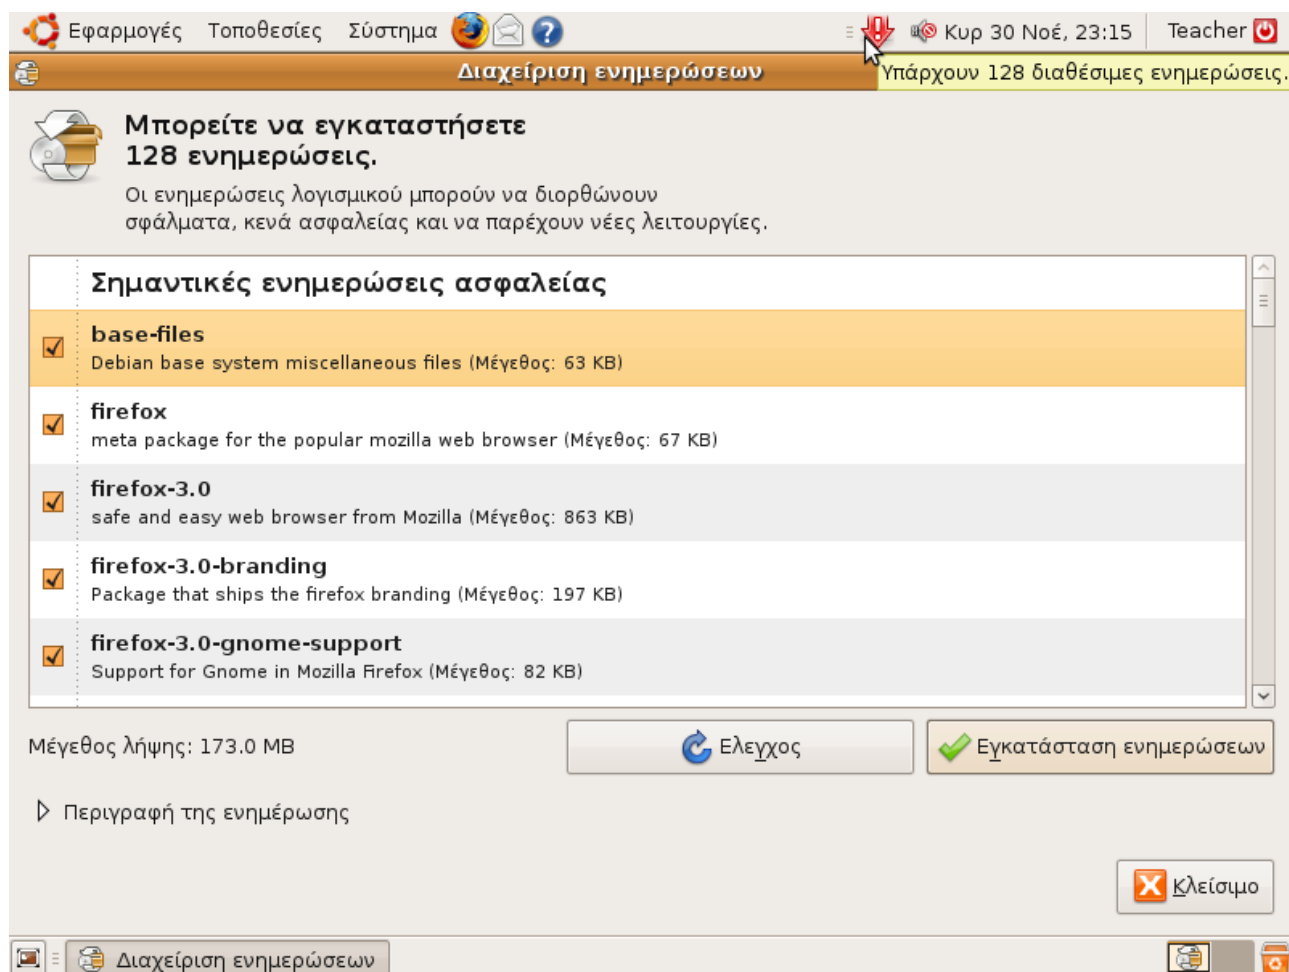 Εφαρμογές Τοποθεσίες Σύστημα Κυρ 30 Νοέ, 23:15 Teacher
Διαχείριση ενημερώσεων
Υπάρχουν 128 διαθέσιμες ενημερώσεις.
Μπορείτε να εγκαταστήσετε
128 ενημερώσεις.
Οι ενημερώσεις λογισμικού μπορούν να διορθώνουν
σφάλματα, κενά ασφαλείας και να παρέχουν νέες λειτουργίες.
Σημαντικές ενημερώσεις ασφαλείας
base-files
Debian base system miscellaneous files (Μέγεθος: 63 KB)
firefox
meta package for the popular mozilla web browser (Μέγεθος: 67 KB)
firefox-3.0
safe and easy web browser from Mozilla (Μέγεθος: 863 KB)
firefox-3.0-branding
Package that ships the firefox branding (Μέγεθος: 197 KB)
firefox-3.0-gnome-support
Support for Gnome in Mozilla Firefox (Μέγεθος: 82 KB)
Μέγεθος λήψης: 173.0 MB
Ελεγχος
Εγκατάσταση ενημερώσεων
Περιγραφή της ενημέρωσης
Κλείσιμο
Διαχείριση ενημερώσεων